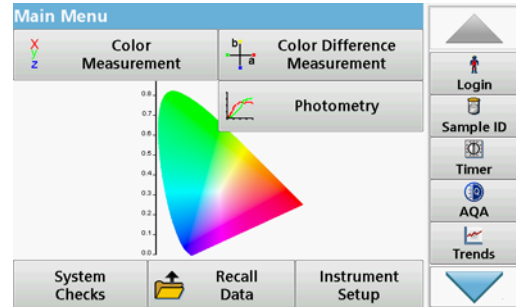 Main Menu
X
y
z
Color
Measurement
b
a
Color Difference
Measurement
Photometry
0.8
0.7
0.6
0.5
0.4
0.3
0.2
0.1
0.0
System
Checks
Recall
Data
Instrument
Setup
Login
Sample ID
Timer
AQA
Trends